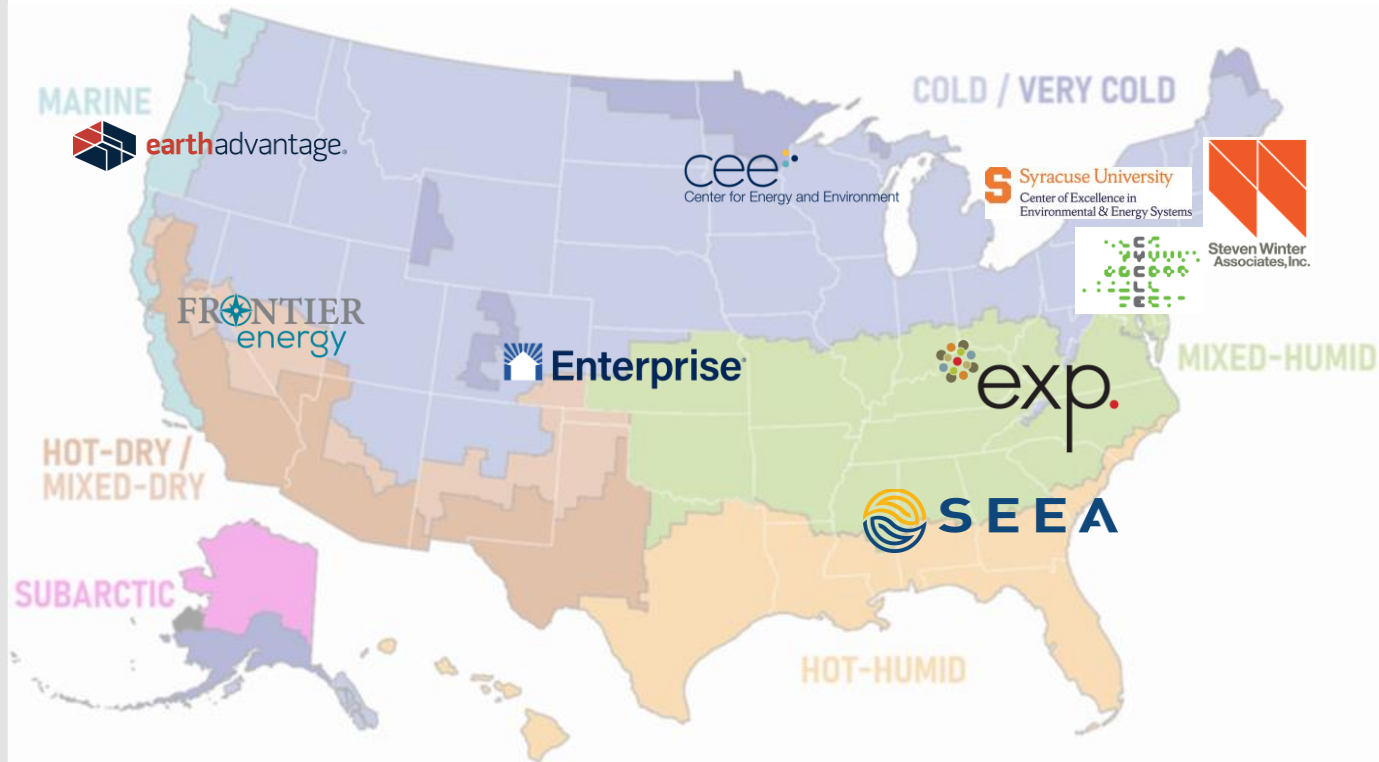 MARINE
COLD / VERY COLD
earthadvantage.
cee
Center for Energy and Environment
S
Syracuse University
Center of Excellence in
Environmental & Energy Systems
Steven Winter
Associates, Inc.
FRONTIER
energy
Enterprise
exp.
MIXED-HUMID
HOT-DRY /
MIXED-DRY
SEEA
SUBARCTIC
HOT-HUMID